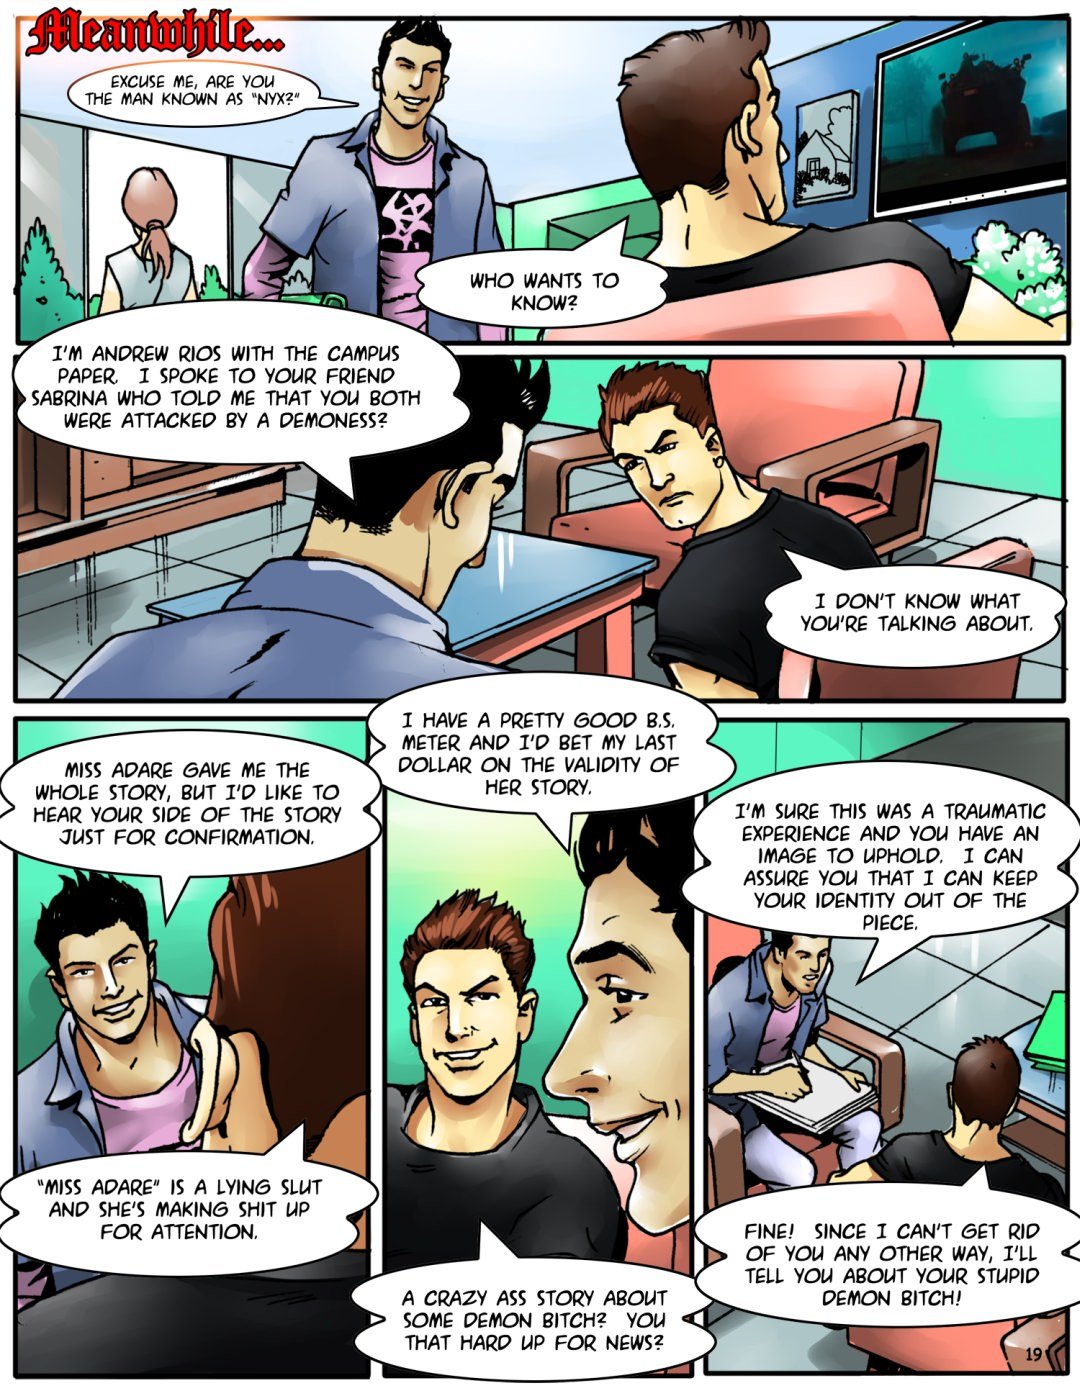 Meanwhile...
EXCUSE ME, ARE YOU
THE MAN KNOWN AS "NYX?"
WHO WANTS TO
KNOW?
I'M ANDREW RIOS WITH THE CAMPUS
PAPER. I SPOKE TO YOUR FRIEND
SABRINA WHO TOLD ME THAT YOU BOTH
WERE ATTACKED BY A DEMONESS?
I DON'T KNOW WHAT
YOU'RE TALKING ABOUT.
MISS ADARE GAVE ME THE
WHOLE STORY, BUT I'D LIKE TO
HEAR YOUR SIDE OF THE STORY
JUST FOR CONFIRMATION.
"MISS ADARE" IS A LYING SLUT
AND SHE'S MAKING SHIT UP
FOR ATTENTION.
I HAVE A PRETTY GOOD B.S.
METER AND I'D BET MY LAST
DOLLAR ON THE VALIDITY OF
HER STORY.
A CRAZY ASS STORY ABOUT
SOME DEMON BITCH? YOU
THAT HARD UP FOR NEWS?
I'M SURE THIS WAS A TRAUMATIC
EXPERIENCE AND YOU HAVE AN
IMAGE TO UPHOLD. I CAN
ASSURE YOU THAT I CAN KEEP
YOUR IDENTITY OUT OF THE
PIECE.
FINE! SINCE I CAN'T GET RID
OF YOU ANY OTHER WAY, I'LL
TELL YOU ABOUT YOUR STUPID
DEMON BITCH!
19